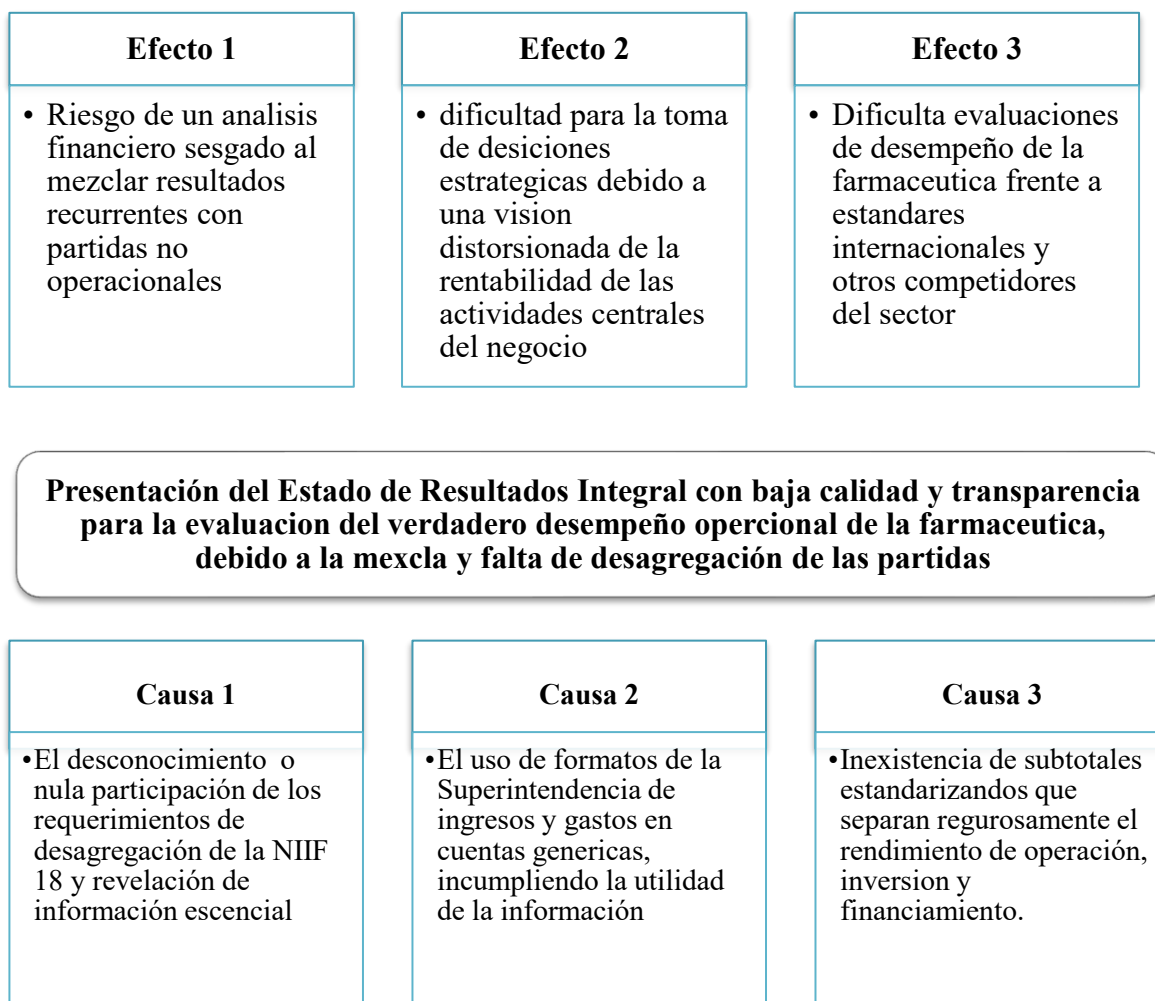 Efecto 1
• Riesgo de un analisis
financiero sesgado al
mezclar resultados
recurrentes con
partidas no
operacionales
Efecto 2
• dificultad para la toma
de desiciones
estrategicas debido a
una vision
distorsionada de la
rentabilidad de las
actividades centrales
del negocio
Efecto 3
• Dificulta evaluaciones
de desempeño de la
farmaceutica frente a
estandares
internacionales y
otros competidores
del sector
Presentación del Estado de Resultados Integral con baja calidad y transparencia
para la evaluacion del verdadero desempeño opercional de la farmaceutica,
debido a la mexcla y falta de desagregación de las partidas
Causa 1
•El desconocimiento o
nula participación de los
requerimientos de
desagregación de la NIIF
18 y revelación de
información escencial
Causa 2
•El uso de formatos de la
Superintendencia de
ingresos y gastos en
cuentas genericas,
incumpliendo la utilidad
de la información
Causa 3
•Inexistencia de subtotales
estandarizandos que
separan regurosamente el
rendimiento de operación,
inversion y
financiamiento.